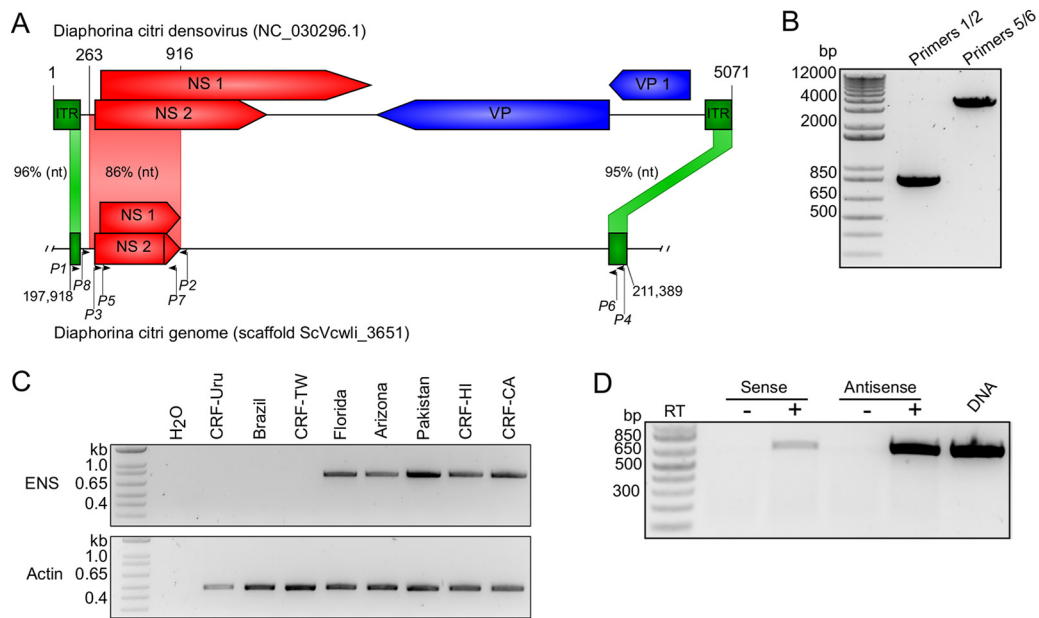 A
Diaphorina citri densovirus (NC_030296.1)
1
263
916
5071
NS 1
VP 1
ITR
NS 2
VP
ITR
96% (nt)
86% (nt)
95% (nt)
NS 1
NS 2
P1
P8
P3
P5
P7
P2
P6
P4
197,918
211,389
Diaphorina citri genome (scaffold ScVcwli_3651)
B
bp
Primers 1/2
Primers 5/6
12000
4000
2000
850
650
500
C
H2O
CRF-Uru
Brazil
CRF-TW
Florida
Arizona
Pakistan
CRF-HI
CRF-CA
kb
1.0
0.65
0.4
ENS
kb
1.0
0.65
0.4
Actin
D
Sense
Antisense
DNA
bp
RT
-
+
-
+
850
650
500
300